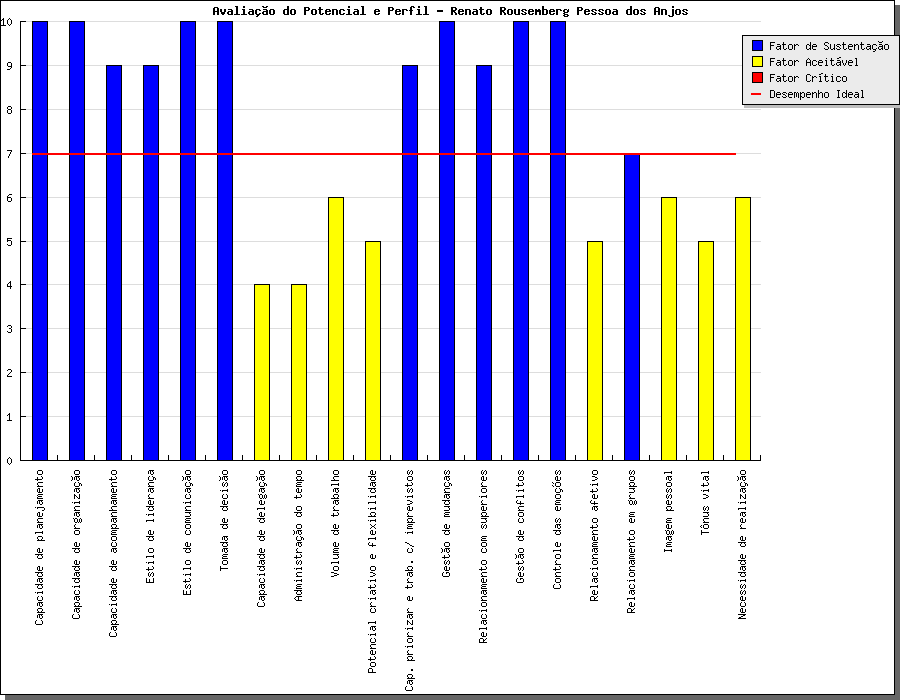 Avaliação do Potencial e Perfil - Renato Rousemberg Pessoa dos Anjos
Fator de Sustentação
Fator Aceitável
Fator Crítico
Desempenho Ideal
10
9
8
7
6
5
4
3
2
1
0
Capacidade de planejamento
Capacidade de organização
Capacidade de acompanhamento
Estilo de liderança
Estilo de comunicação
Tomada de decisão
Capacidade de delegação
Administração do tempo
Volume de trabalho
Potencial criativo e flexibilidade
Cap. priorizar e trab. c/ imprevistos
Gestão de mudanças
Relacionamento com superiores
Gestão de conflitos
Controle das emoções
Relacionamento afetivo
Relacionamento em grupos
Imagem pessoal
Tônus vital
Necessidade de realização